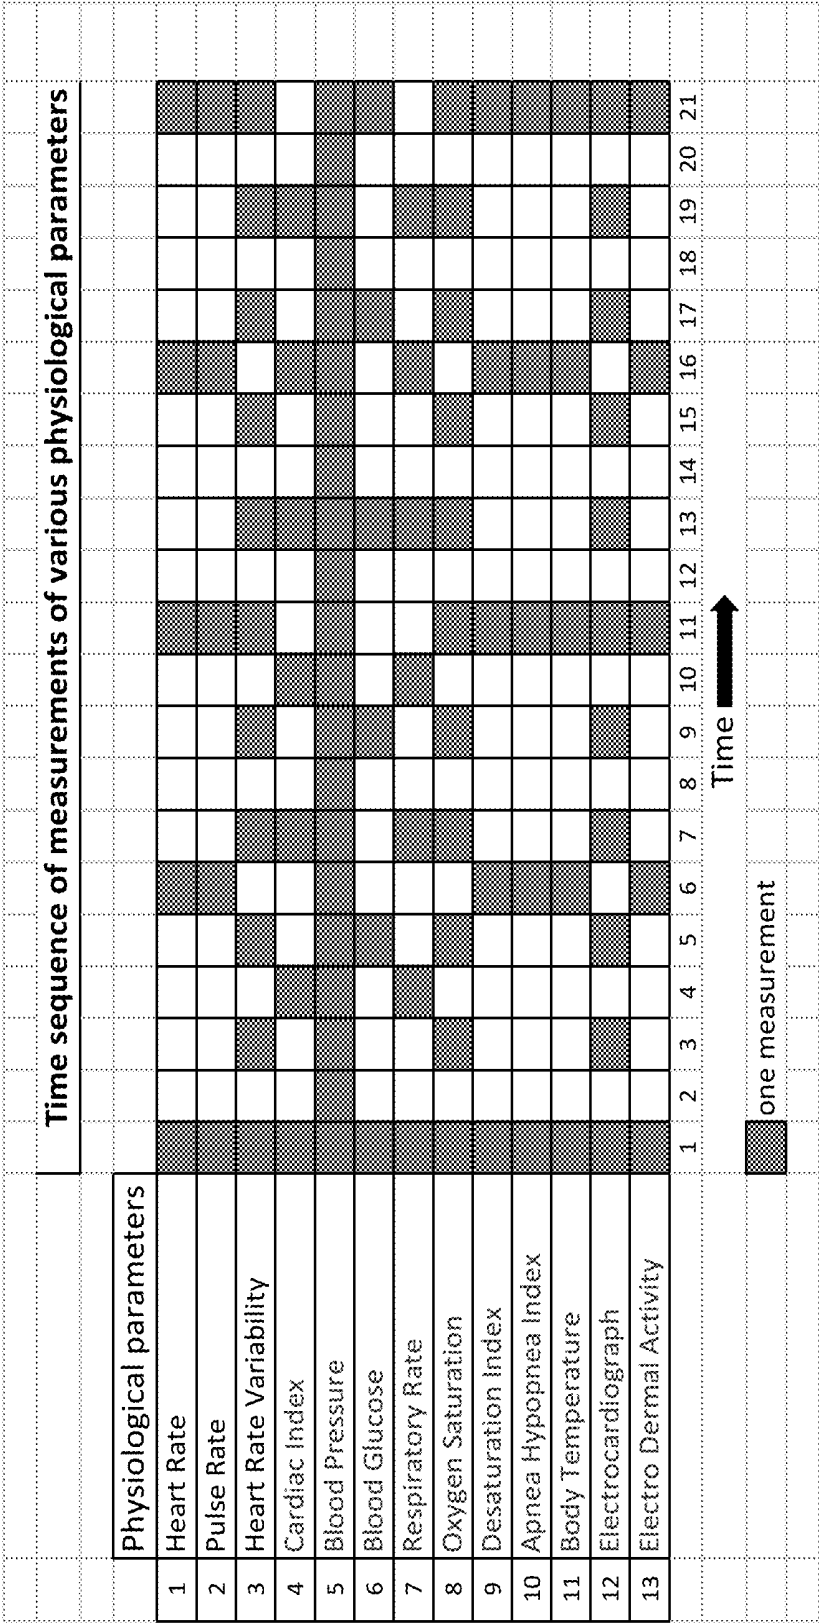 Time sequence of measurements of various physiological parameters
Physiological parameters
1 Heart Rate
2 Pulse Rate
3 Heart Rate Variability
4 Cardiac Index
5 Blood Pressure
6 Blood Glucose
7 Respiratory Rate
8 Oxygen Saturation
9 Desaturation Index
10 Apnea Hypopnea Index
11 Body Temperature
12 Electrocardiograph
13 Electro Dermal Activity
1 2 3 4 5 6 7 8 9 10 11 12 13 14 15 16 17 18 19 20 21
Time
one measurement